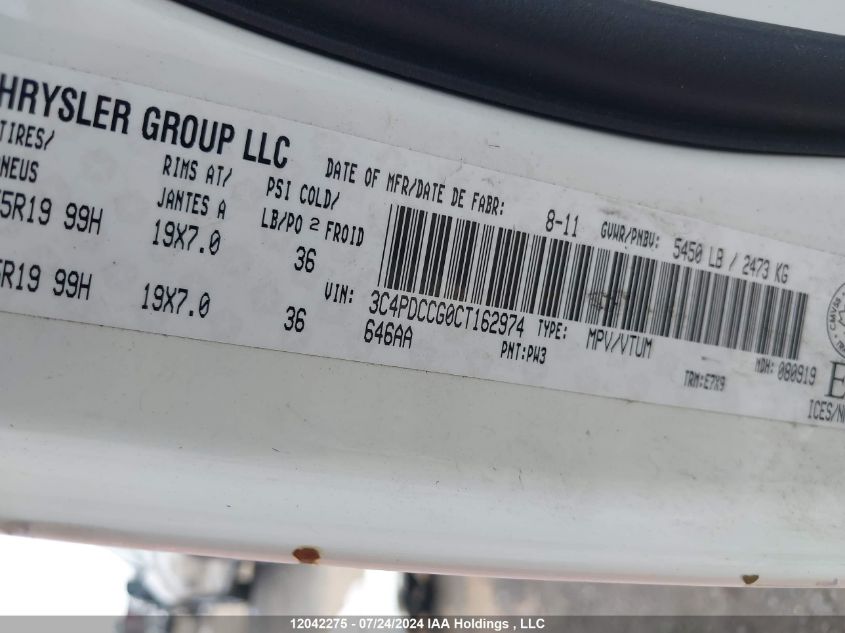 HRYSLER GROUP LLC
TIRES/
NEUS
RIMS AT/
JANTES A
PSI COLD/
LB/PO 2 FROID
DATE OF MFR/DATE DE FABR: 8-11 GVWR/PNBV: 5450 LB / 2473 KG
5R19 99H 19X7.0 36
R19 99H 19X7.0 36
VIN: 3C4PDCCG0CT162974 TYPE: MPV/VTUM MDH: 080919
646AA PNT:PW3 TRM:E7X9
ICES/N
12042275 - 07/24/2024 IAA Holdings , LLC